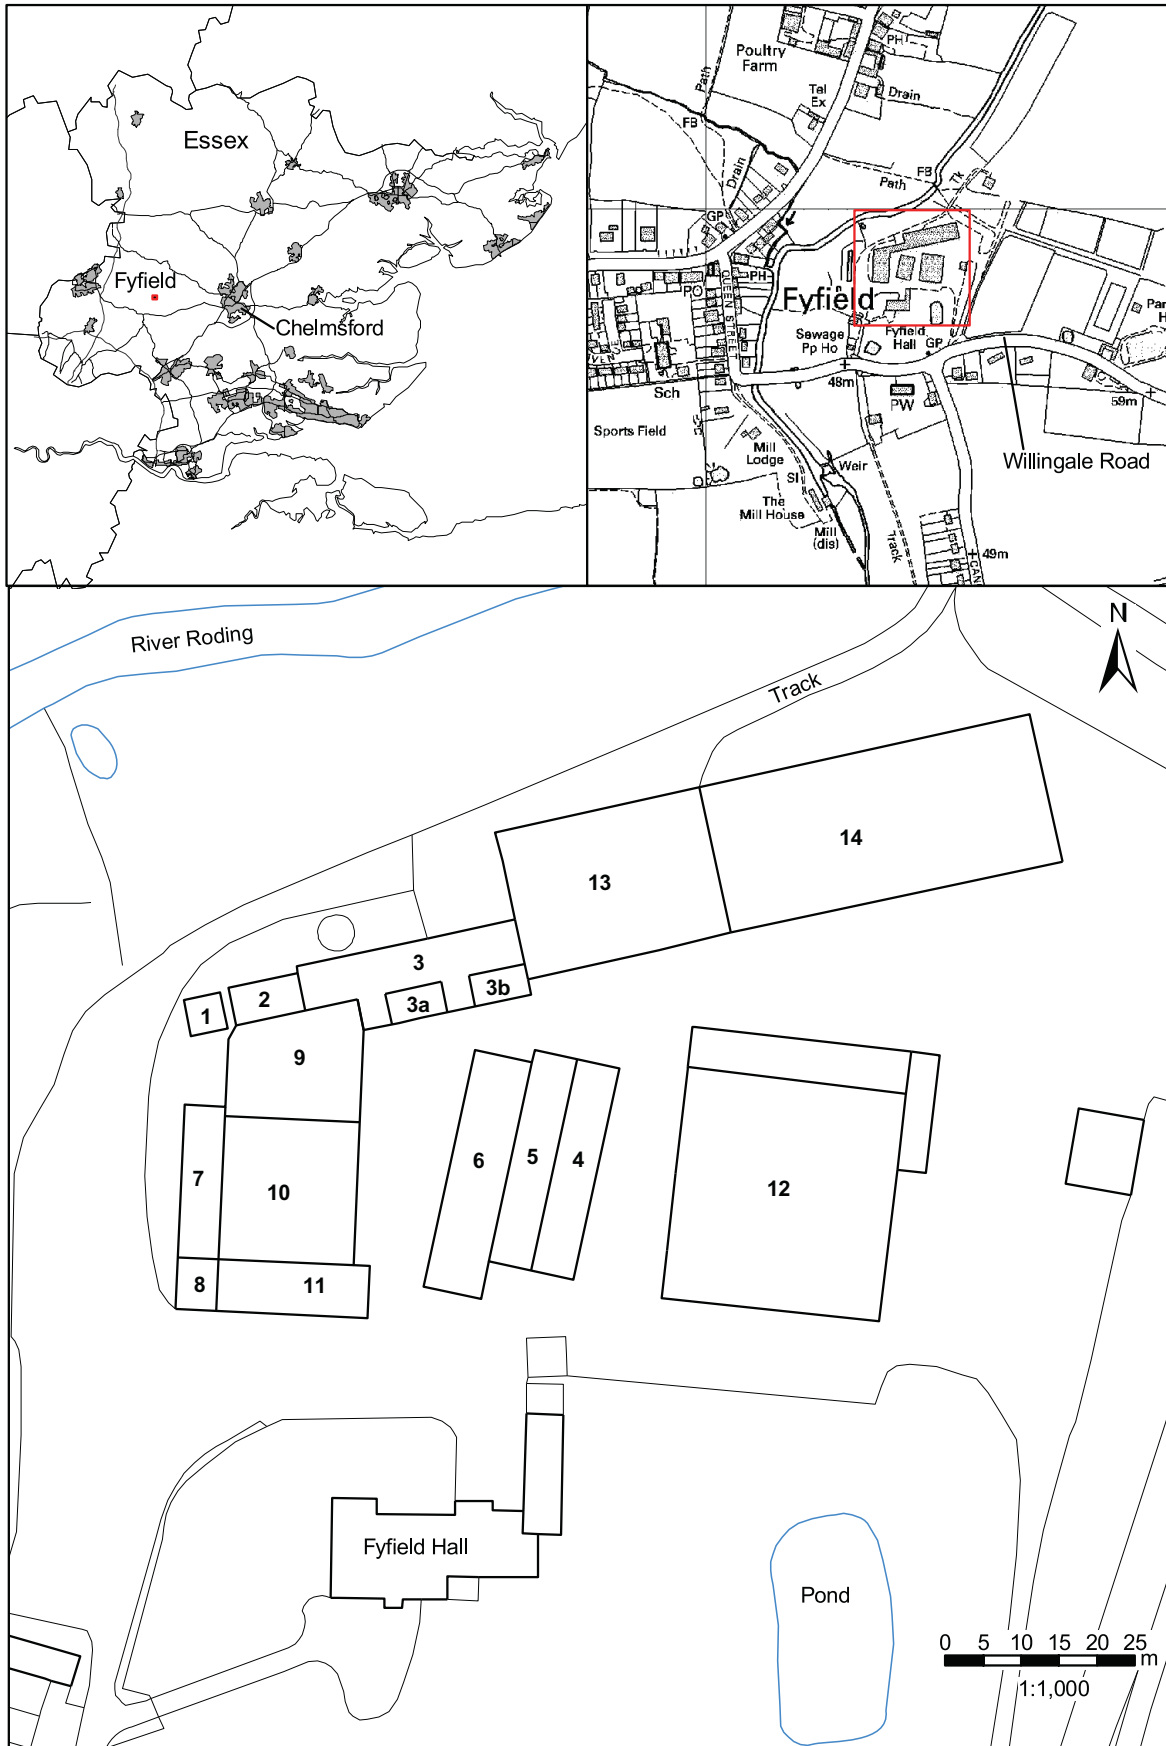 Essex
Fyfield
Chelmsford
Poultry
Farm
PH
Path
Tel
Ex
Drain
FB
Drain
Path
FB
Tk
GP
PH
PO
QUEEN STREET
Fyfield
Sewage
Pp Ho
Fyfield
Hall
GP
48m
59m
Sch
PW
Willingale Road
Sports Field
Mill
Lodge
Weir
Sl
The
Mill House
Mill
(dis)
Track
49m
River Roding
Track
N
14
13
3
3b
3a
2
1
9
7
10
6
5
4
12
8
11
Fyfield Hall
Pond
0 5 10 15 20 25 m
1:1,000